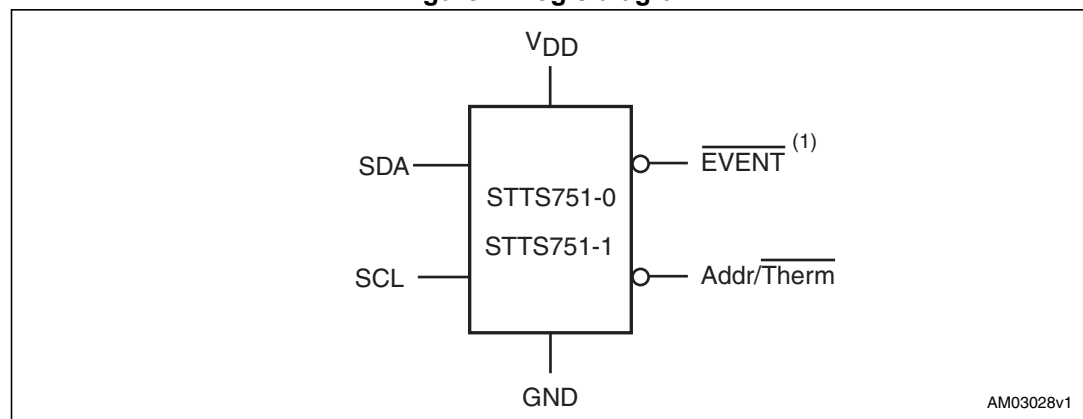 V_DD
SDA
EVENT (1)
STTS751-0
STTS751-1
SCL
Addr/Therm
GND
AM03028v1